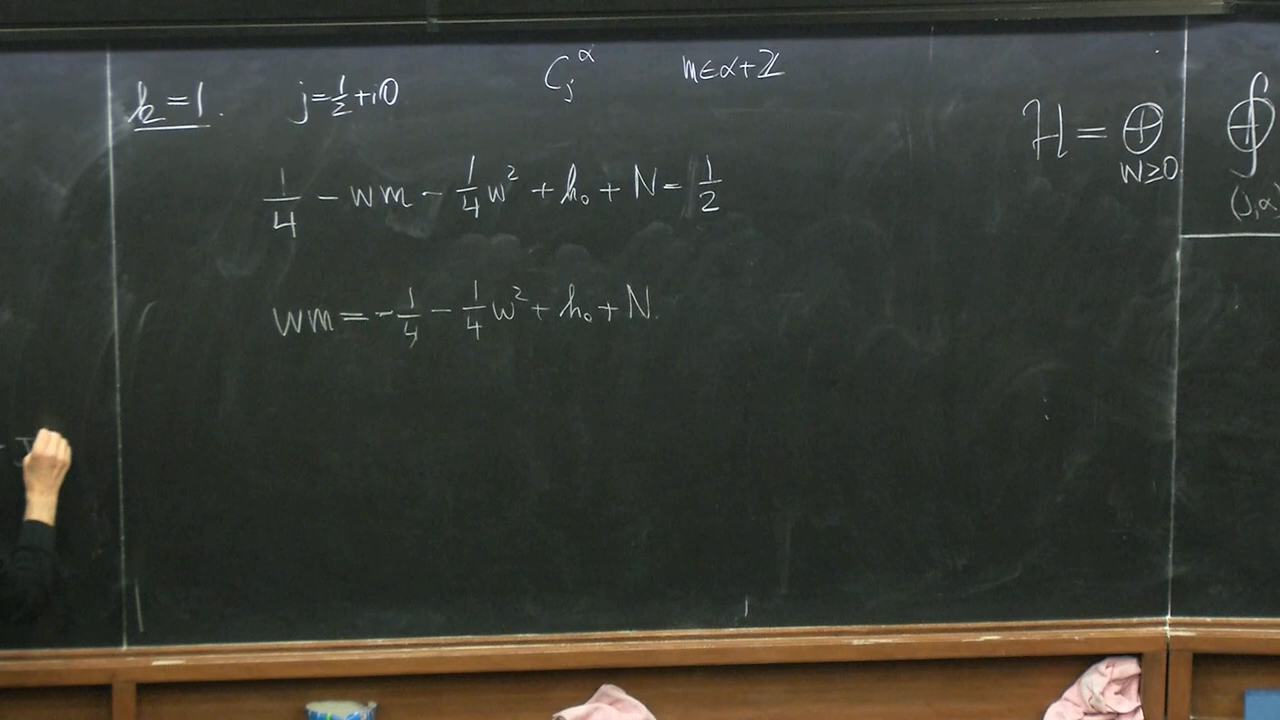 k=1. j=½+i0 C_j^α m∈α+ℤ
1/4 - wm - 1/4 w² + h₀ + N = 1/2
wm = -1/4 - 1/4 w² + h₀ + N.
H = ⊕_{w≥0} ∮⊕_{(j,α